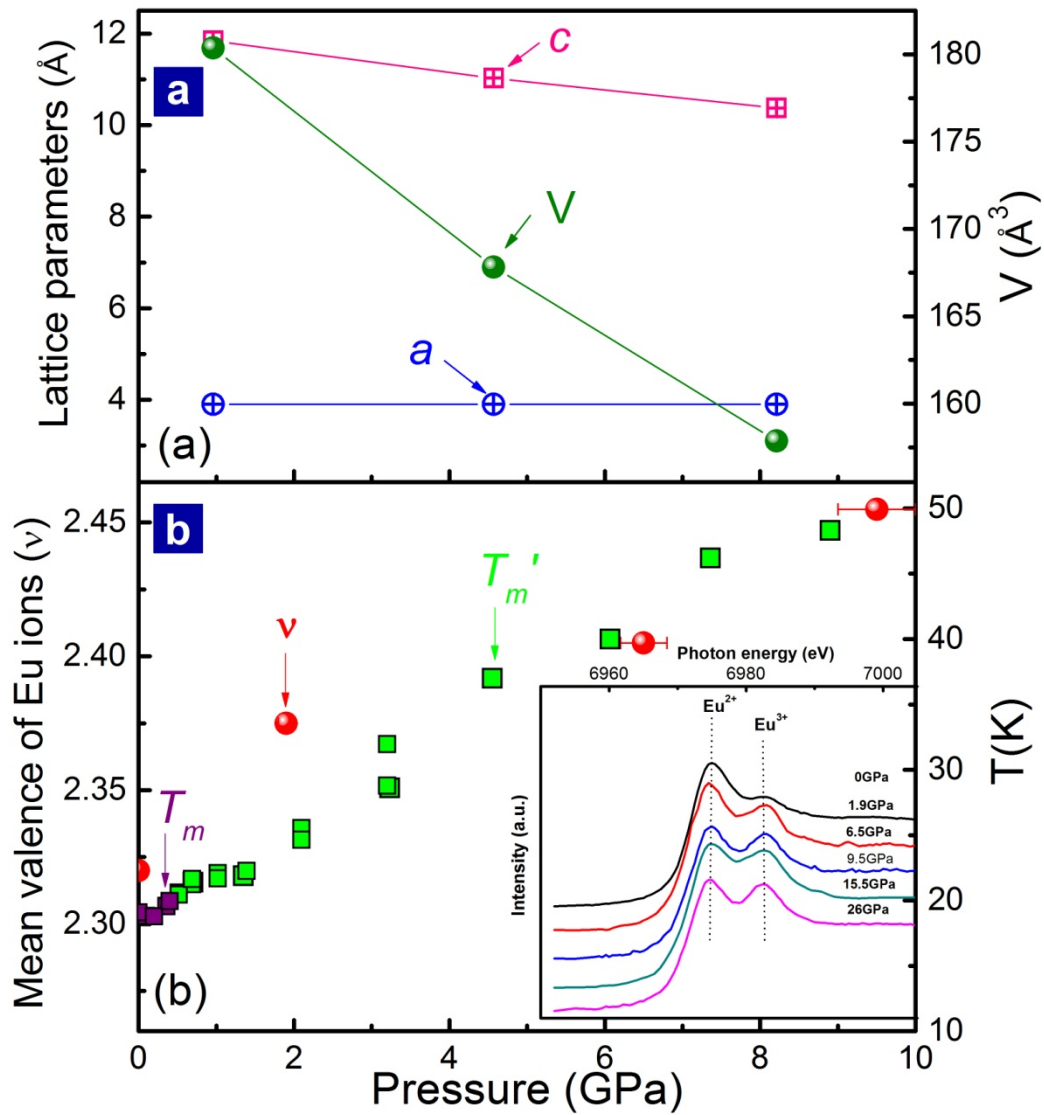 12
10
8
6
4
Lattice parameters (Å)
a
(a)
c
V
a
180
175
170
165
160
V (Å³)
2.45
2.40
2.35
2.30
Mean valence of Eu ions (ν)
b
(b)
ν
Tₘ'
Tₘ
50
40
30
20
10
T(K)
Photon energy (eV)
6960 6980 7000
Eu²⁺
Eu³⁺
Intensity (a.u.)
0GPa
1.9GPa
6.5GPa
9.5GPa
15.5GPa
26GPa
0 2 4 6 8 10
Pressure (GPa)